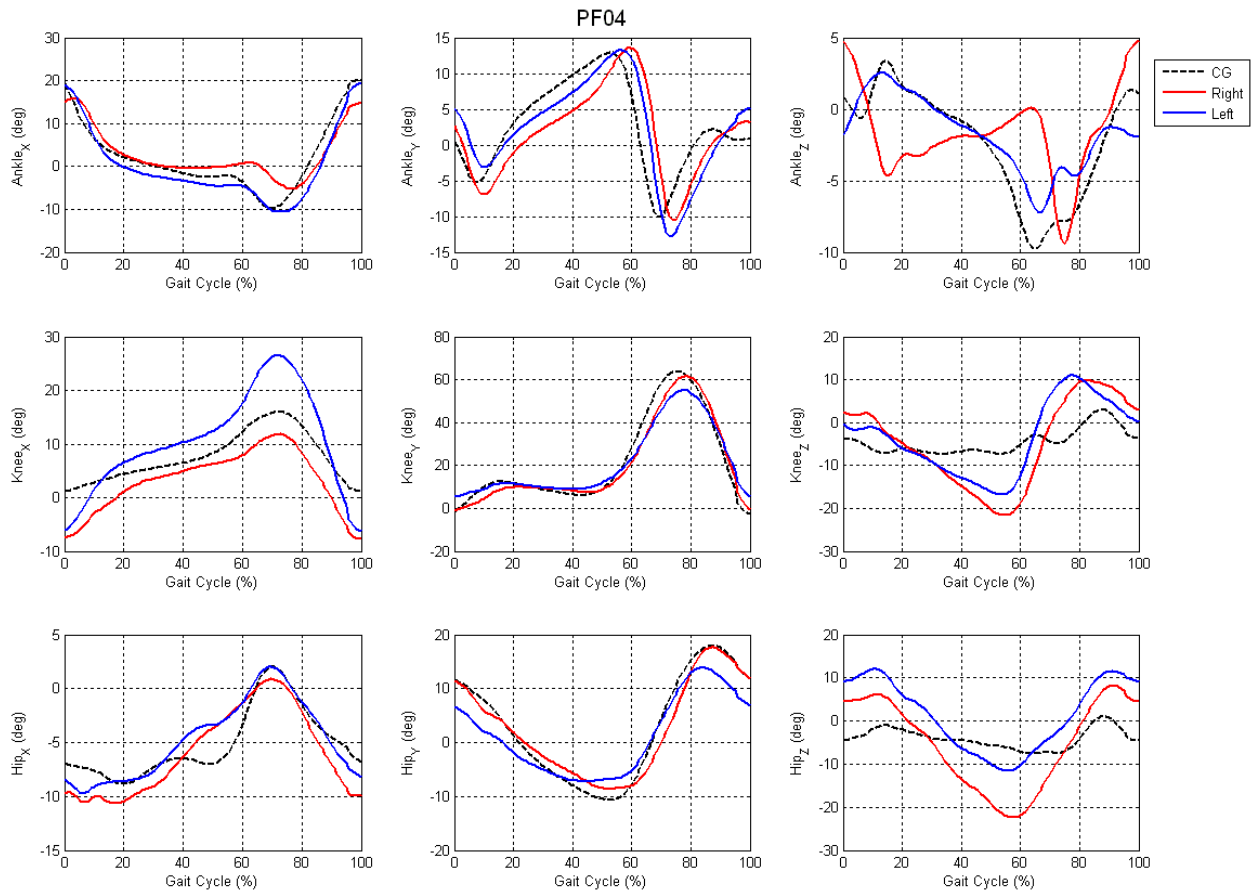 PF04
30
20
10
0
-10
-20
Ankle_X (deg)
0 20 40 60 80 100
Gait Cycle (%)
15
10
5
0
5
10
15
Ankle_Y (deg)
0 20 40 60 80 100
Gait Cycle (%)
5
0
-5
-10
Ankle_Z (deg)
0 20 40 60 80 100
Gait Cycle (%)
CG
Right
Left
30
20
10
0
-10
Knee_X (deg)
0 20 40 60 80 100
Gait Cycle (%)
80
60
40
20
0
-20
Knee_Y (deg)
0 20 40 60 80 100
Gait Cycle (%)
20
10
0
-10
-20
-30
Knee_Z (deg)
0 20 40 60 80 100
Gait Cycle (%)
5
0
-5
-10
-15
Hip_X (deg)
0 20 40 60 80 100
Gait Cycle (%)
20
10
0
-10
-20
Hip_Y (deg)
0 20 40 60 80 100
Gait Cycle (%)
20
10
0
-10
-20
-30
Hip_Z (deg)
0 20 40 60 80 100
Gait Cycle (%)